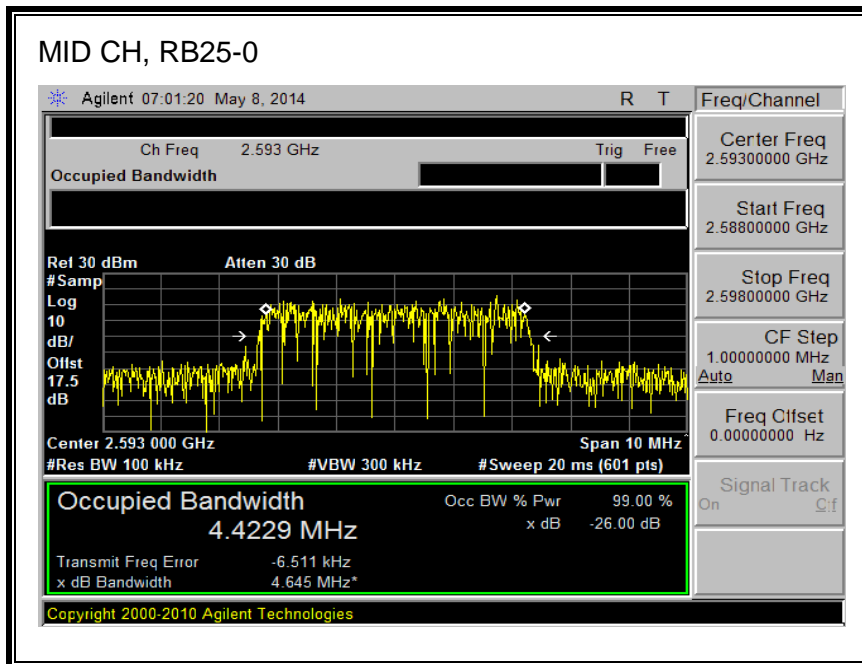 MID CH, RB25-0
Agilent 07:01:20 May 8, 2014 R T
Freq/Channel
Ch Freq 2.593 GHz Trig Free
Occupied Bandwidth
Center Freq
2.59300000 GHz
Start Freq
2.58800000 GHz
Stop Freq
2.59800000 GHz
CF Step
1.00000000 MHz
Auto Man
Freq Offset
0.00000000 Hz
Signal Track
On Off
Ref 30 dBm Atten 30 dB
#Samp
Log
10
dB/
Offst
17.5
dB
Center 2.593 000 GHz Span 10 MHz^
#Res BW 100 kHz #VBW 300 kHz #Sweep 20 ms (601 pts)
Occupied Bandwidth
4.4229 MHz
Occ BW % Pwr 99.00 %
x dB -26.00 dB
Transmit Freq Error -6.511 kHz
x dB Bandwidth 4.645 MHz*
Copyright 2000-2010 Agilent Technologies